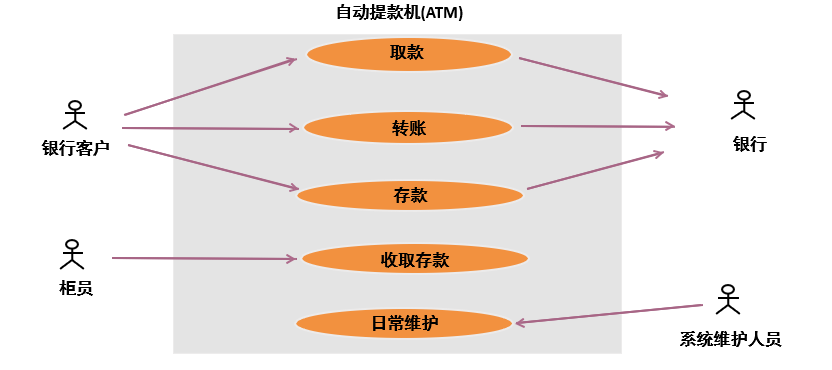 自动提款机(ATM)
取款
转账
存款
收取存款
日常维护
银行客户
柜员
银行
系统维护人员